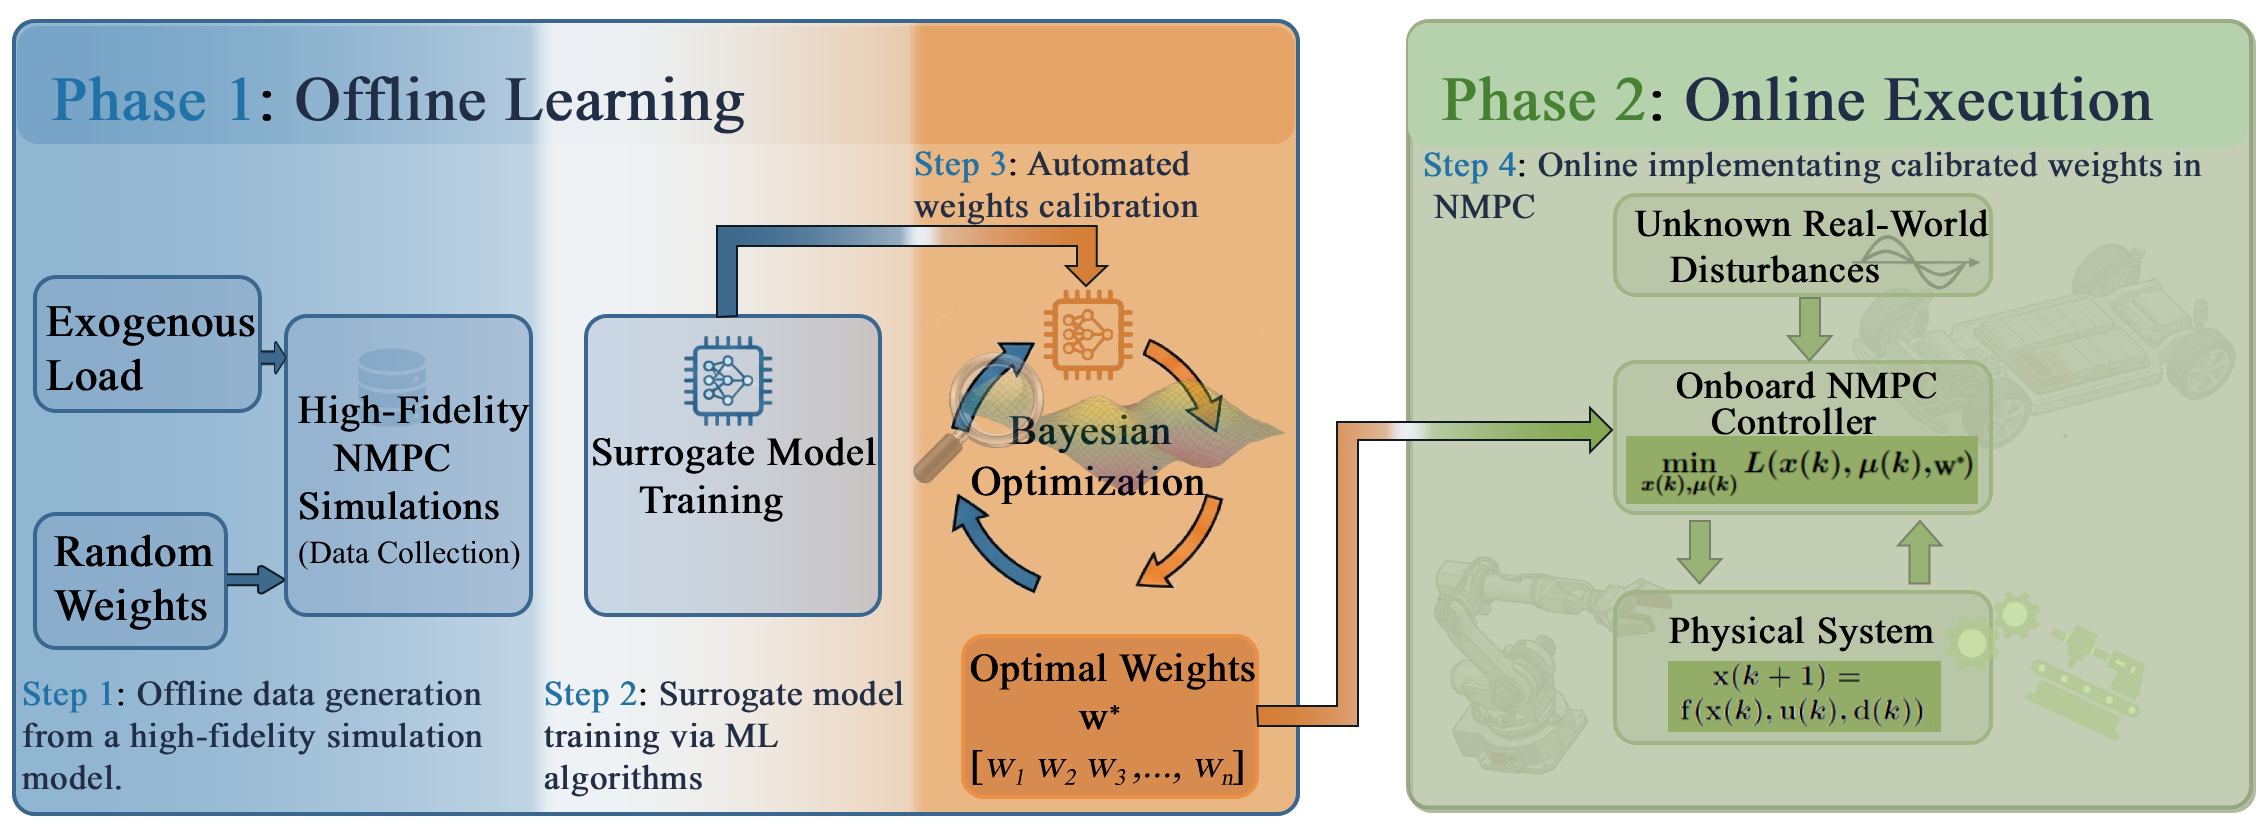 Phase 1: Offline Learning
Exogenous
Load
Random
Weights
High-Fidelity
NMPC
Simulations
(Data Collection)
Step 1: Offline data generation
from a high-fidelity simulation
model.
Surrogate Model
Training
Step 2: Surrogate model
training via ML
algorithms
Step 3: Automated
weights calibration
Bayesian
Optimization
Optimal Weights
w*
[w1 w2 w3 ,..., wn]
Phase 2: Online Execution
Step 4: Online implementating calibrated weights in
NMPC
Unknown Real-World
Disturbances
Onboard NMPC
Controller
min L(x(k), μ(k),w*)
x(k),μ(k)
Physical System
x(k + 1) =
f(x(k), u(k), d(k))